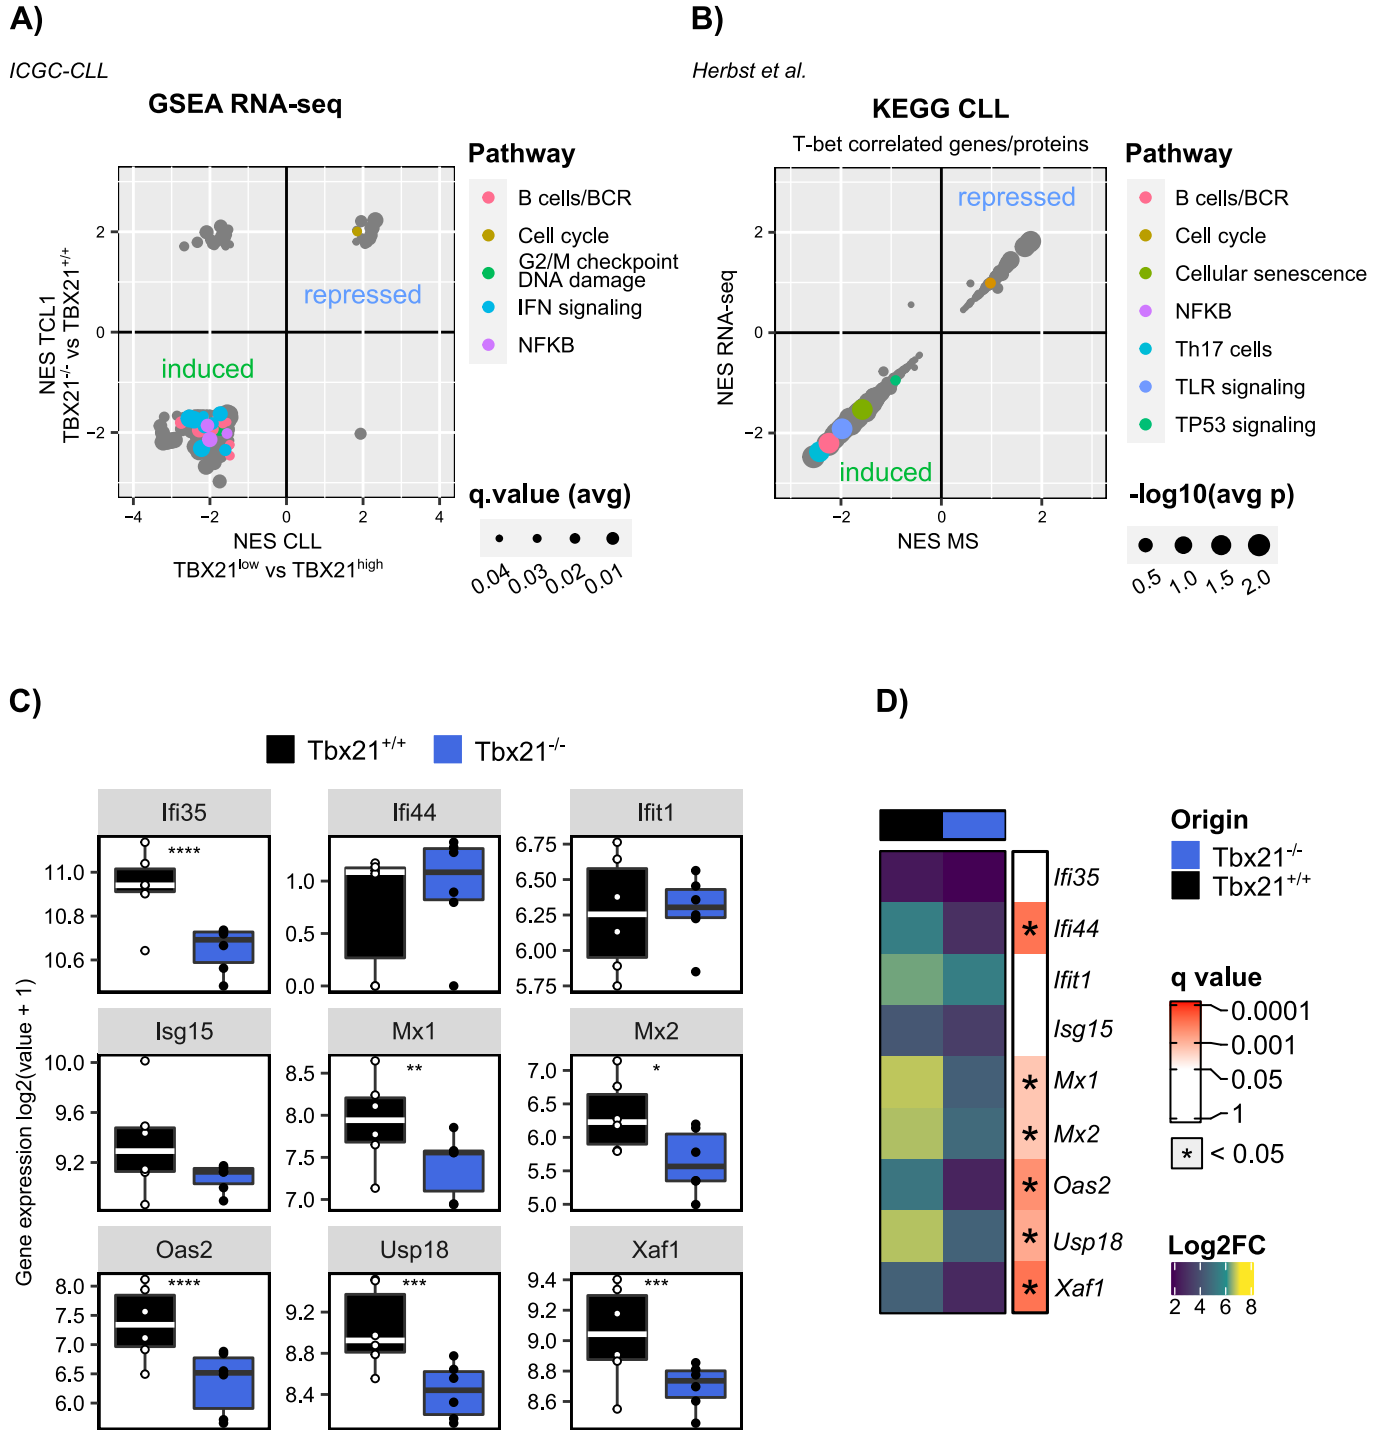 A)
ICGC-CLL
GSEA RNA-seq
NES TCL1
TBX21-/- vs TBX21+/+
2
0
−2
repressed
induced
−4 −2 0 2 4
NES CLL
TBX21low vs TBX21high
Pathway
B cells/BCR
Cell cycle
G2/M checkpoint
DNA damage
IFN signaling
NFKB
q.value (avg)
0.04 0.03 0.02 0.01
B)
Herbst et al.
KEGG CLL
T-bet correlated genes/proteins
NES RNA-seq
2
0
−2
repressed
induced
−2 0 2
NES MS
Pathway
B cells/BCR
Cell cycle
Cellular senescence
NFKB
Th17 cells
TLR signaling
TP53 signaling
-log10(avg p)
0.5 1.0 1.5 2.0
C)
Tbx21+/+ Tbx21-/-
Gene expression log2(value + 1)
Ifi35
****
11.0
10.8
10.6
Ifi44
1.0
0.5
0.0
Ifit1
6.75
6.50
6.25
6.00
5.75
Isg15
10.0
9.6
9.2
Mx1
**
8.5
8.0
7.5
7.0
Mx2
*
7.0
6.5
6.0
5.5
5.0
Oas2
****
8.0
7.5
7.0
6.5
6.0
Usp18
***
9.2
8.8
8.4
Xaf1
***
9.4
9.2
9.0
8.8
8.6
D)
Ifi35
* Ifi44
Ifit1
Isg15
* Mx1
* Mx2
* Oas2
* Usp18
* Xaf1
Origin
Tbx21-/-
Tbx21+/+
q value
0.0001
0.001
0.05
1
* < 0.05
Log2FC
2 4 6 8